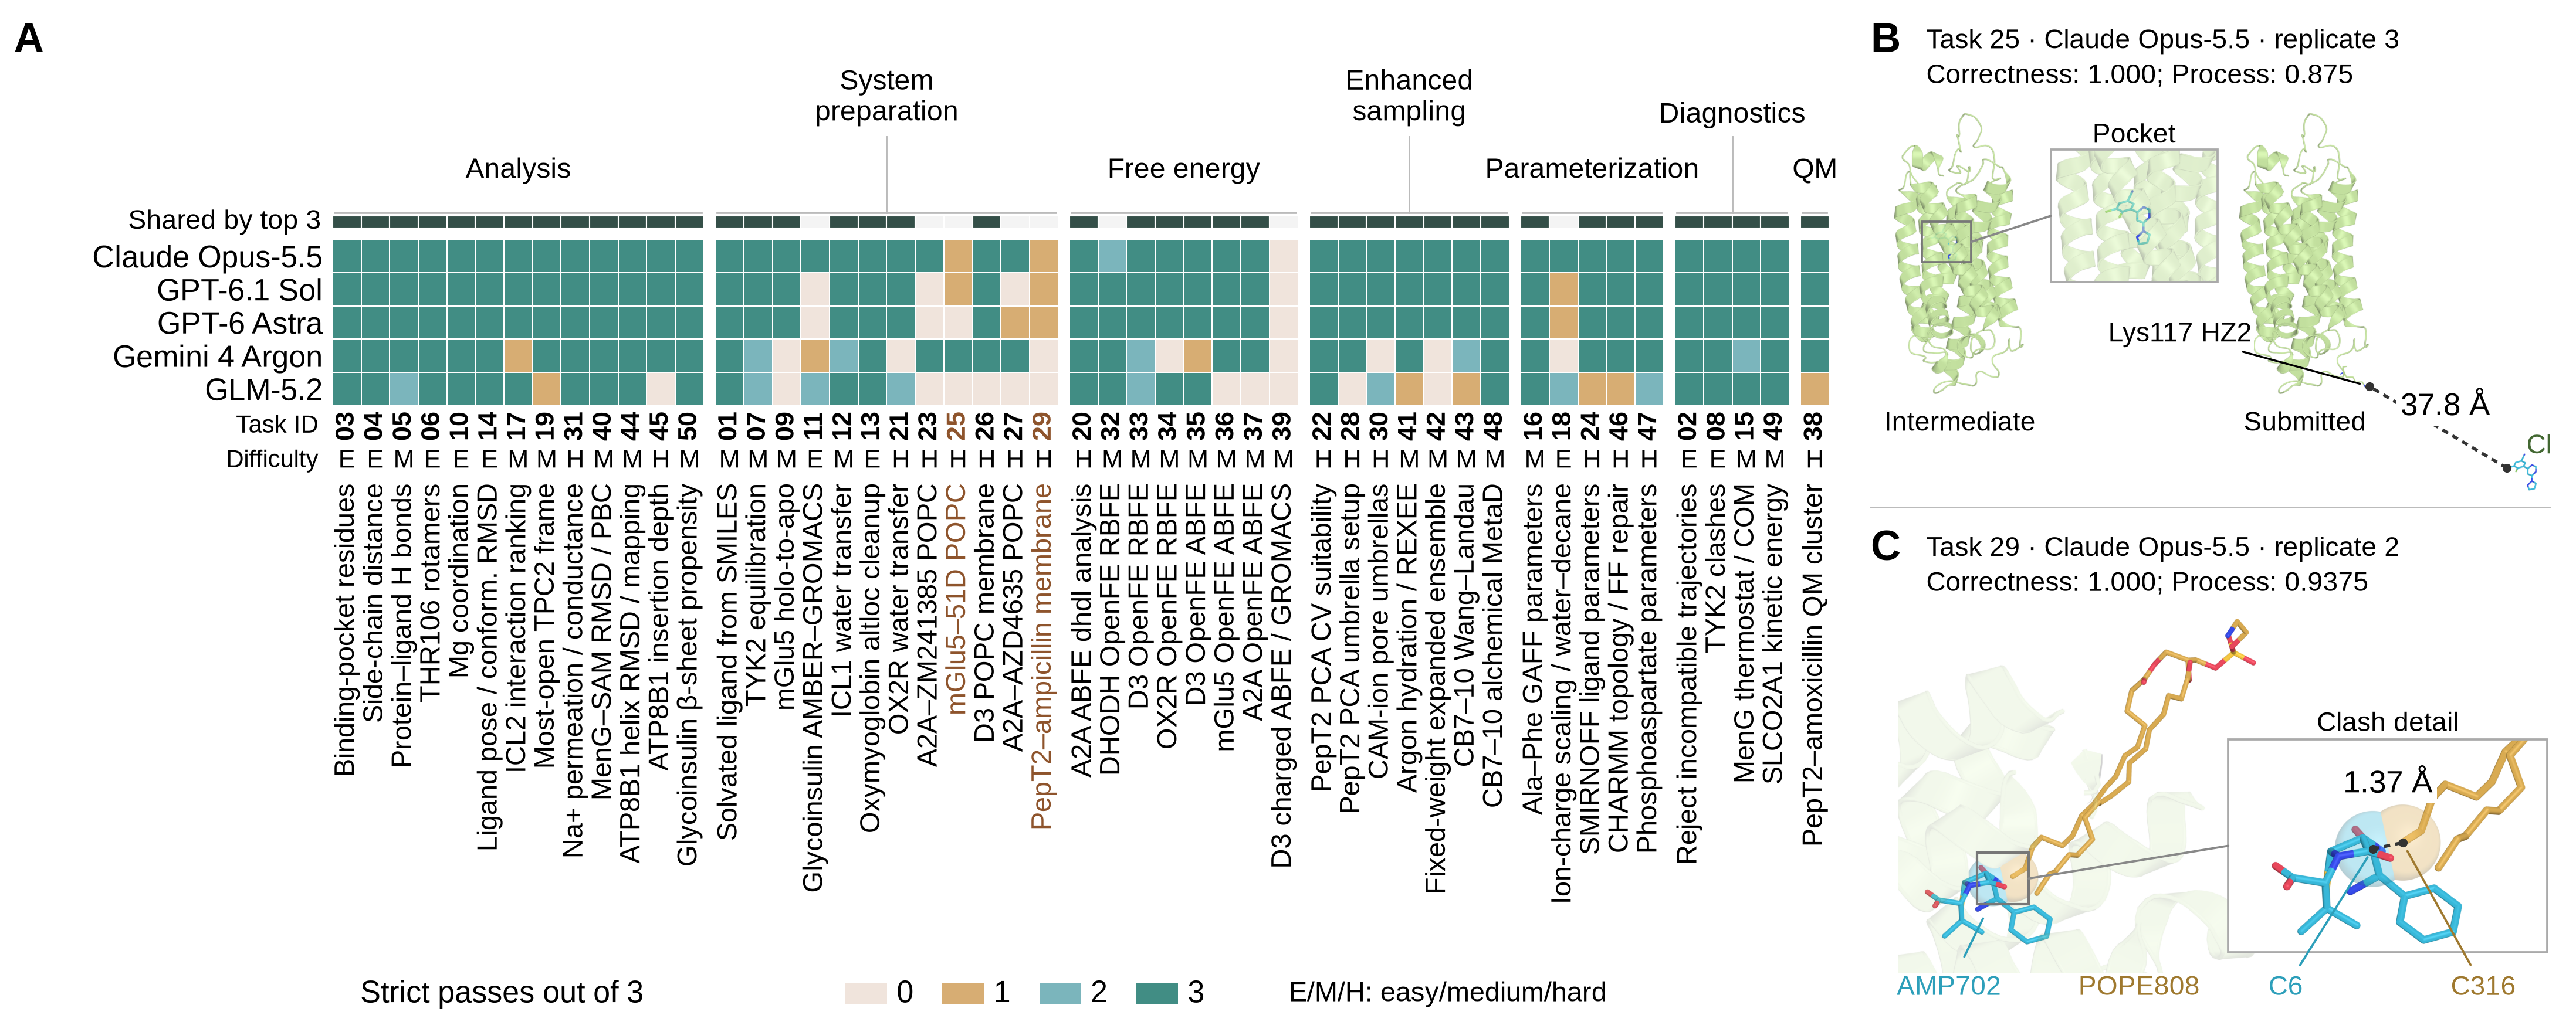 A
System
preparation
Enhanced
sampling
Diagnostics
Analysis
Free energy
Parameterization
QM
Shared by top 3
Claude Opus-5.5
GPT-6.1 Sol
GPT-6 Astra
Gemini 4 Argon
GLM-5.2
Task ID
03 04 05 06 10 14 17 19 31 40 44 45 50 01 07 09 11 12 13 21 23 25 26 27 29 20 32 33 34 35 36 37 39 22 28 30 41 42 43 48 16 18 24 46 47 02 08 15 49 38
Difficulty
E E M E E E M M H M M H M M M M E M E H H H H H H H M M M M M M M H H H M M M M M E H H H E E M M H
Binding-pocket residues
Side-chain distance
Protein–ligand H bonds
THR106 rotamers
Mg coordination
Ligand pose / conform. RMSD
ICL2 interaction ranking
Most-open TPC2 frame
Na+ permeation / conductance
MenG–SAM RMSD / PBC
ATP8B1 helix RMSD / mapping
ATP8B1 insertion depth
Glycoinsulin β-sheet propensity
Solvated ligand from SMILES
TYK2 equilibration
mGlu5 holo-to-apo
Glycoinsulin AMBER–GROMACS
ICL1 water transfer
Oxymyoglobin altloc cleanup
OX2R water transfer
A2A–ZM241385 POPC
mGlu5–51D POPC
D3 POPC membrane
A2A–AZD4635 POPC
PepT2–ampicillin membrane
A2A ABFE dhdl analysis
DHODH OpenFE RBFE
D3 OpenFE RBFE
OX2R OpenFE RBFE
D3 OpenFE ABFE
mGlu5 OpenFE ABFE
A2A OpenFE ABFE
D3 charged ABFE / GROMACS
PepT2 PCA CV suitability
PepT2 PCA umbrella setup
CAM-ion pore umbrellas
Argon hydration / REXEE
Fixed-weight expanded ensemble
CB7–10 Wang–Landau
CB7–10 alchemical MetaD
Ala–Phe GAFF parameters
Ion-charge scaling / water–decane
SMIRNOFF ligand parameters
CHARMM topology / FF repair
Phosphoaspartate parameters
Reject incompatible trajectories
TYK2 clashes
MenG thermostat / COM
SLCO2A1 kinetic energy
PepT2–amoxicillin QM cluster
Strict passes out of 3
0
1
2
3
E/M/H: easy/medium/hard
B
Task 25 · Claude Opus-5.5 · replicate 3
Correctness: 1.000; Process: 0.875
Pocket
Lys117 HZ2
37.8 Å
Cl
Intermediate
Submitted
C
Task 29 · Claude Opus-5.5 · replicate 2
Correctness: 1.000; Process: 0.9375
Clash detail
1.37 Å
AMP702
POPE808
C6
C316